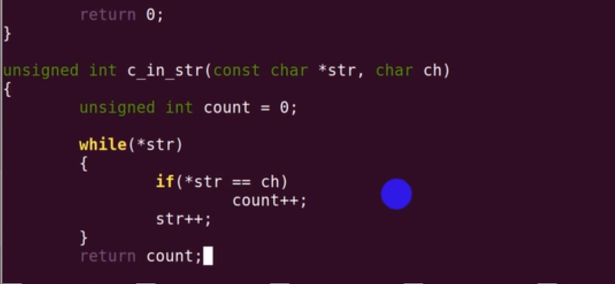 return 0;
}
unsigned int c_in_str(const char *str, char ch)
{
unsigned int count = 0;
while(*str)
{
if(*str == ch)
count++;
str++;
}
return count;